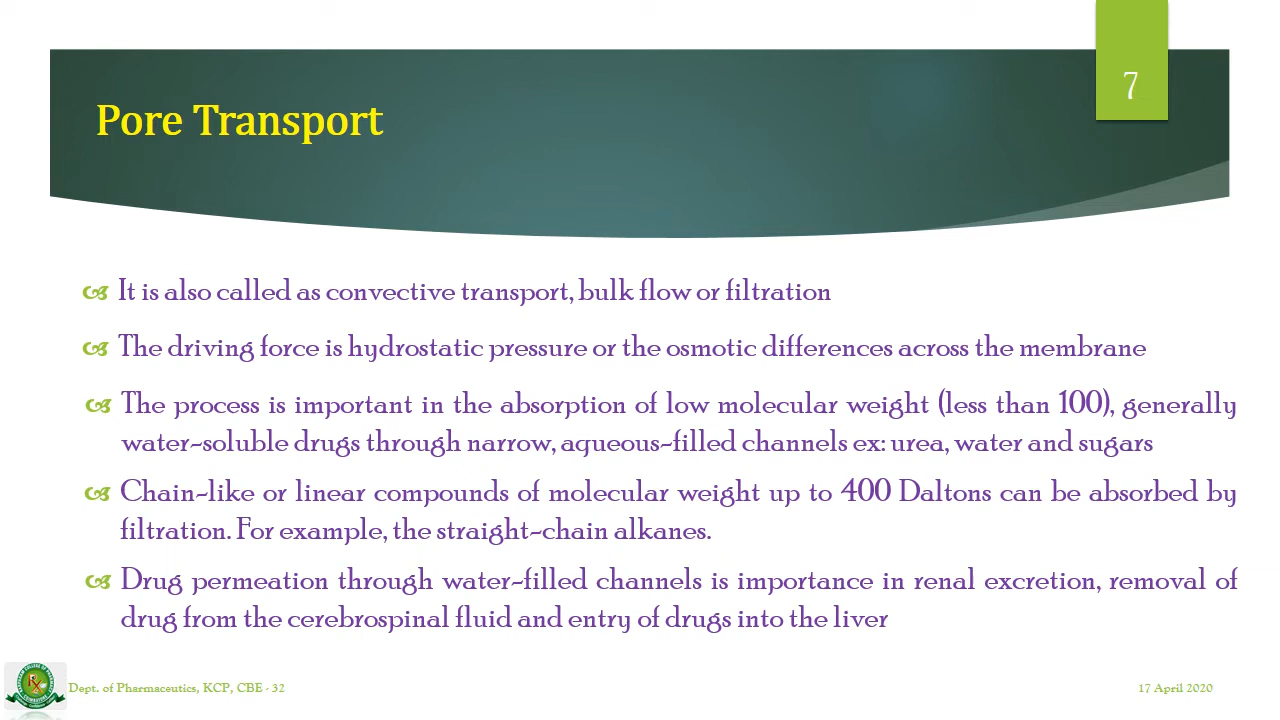 7
Pore Transport
It is also called as convective transport, bulk flow or filtration
The driving force is hydrostatic pressure or the osmotic differences across the membrane
The process is important in the absorption of low molecular weight (less than 100), generally
water-soluble drugs through narrow, aqueous-filled channels ex: urea, water and sugars
Chain-like or linear compounds of molecular weight up to 400 Daltons can be absorbed by
filtration. For example, the straight-chain alkanes.
Drug permeation through water-filled channels is importance in renal excretion, removal of
drug from the cerebrospinal fluid and entry of drugs into the liver
Dept. of Pharmaceutics, KCP, CBE - 32
17 April 2020